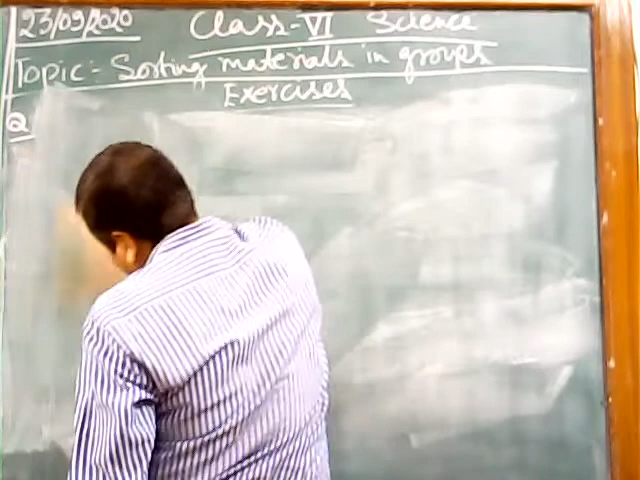 23/09/2020 Class-VI Science
Topic:- Sorting materials in groups
Exercises
Q